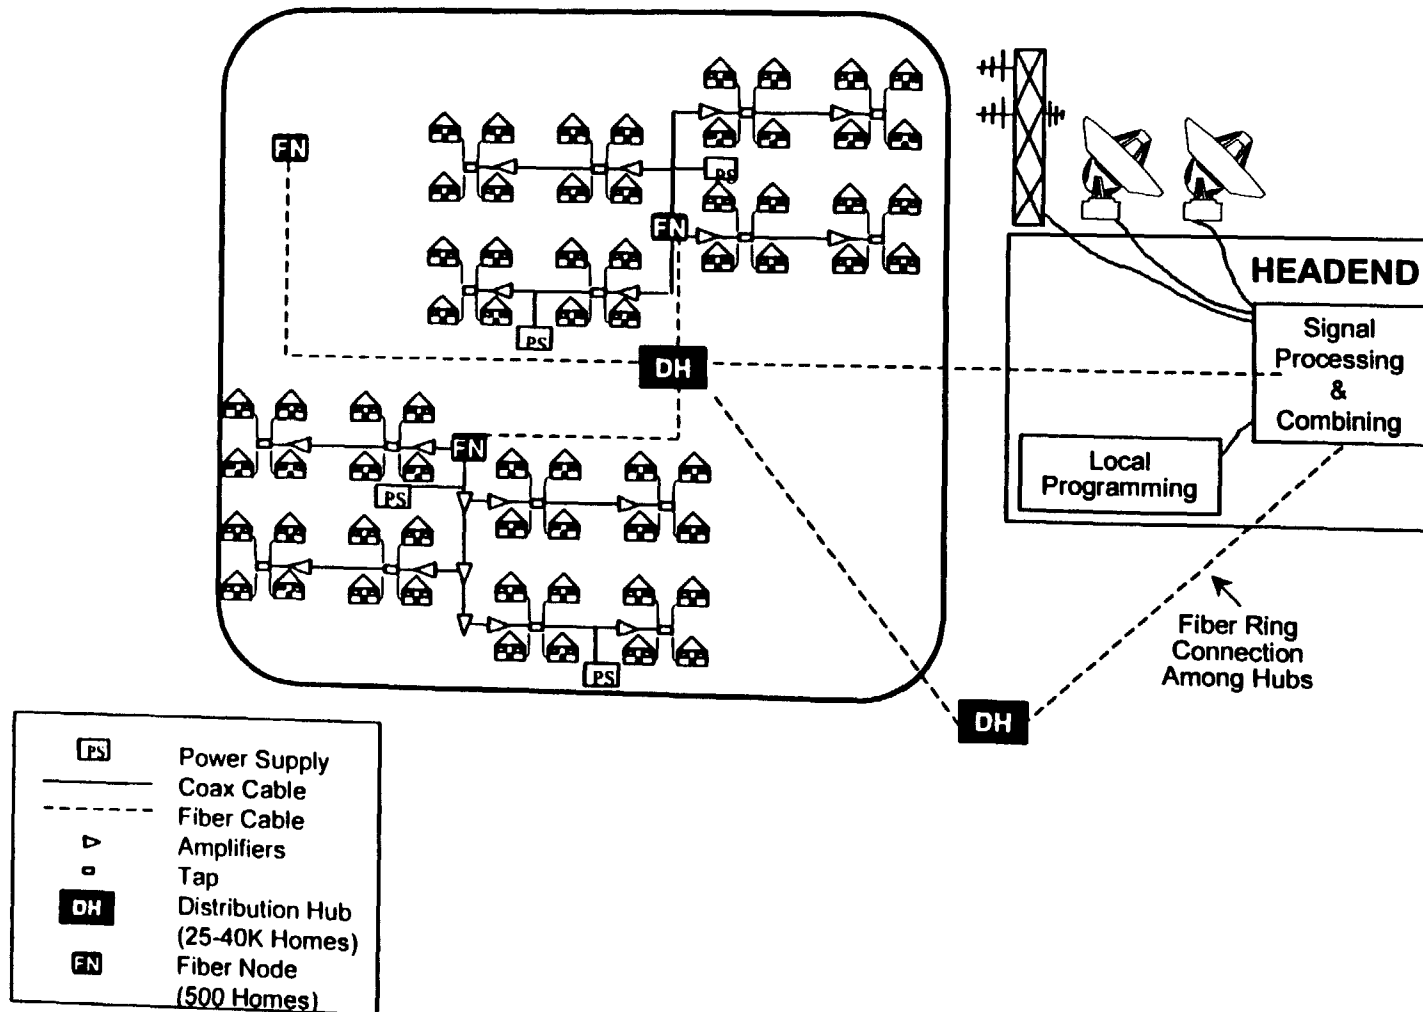 FN
PS
FN
PS
DH
FN
PS
PS
HEADEND
Signal
Processing
&
Combining
Local
Programming
Fiber Ring
Connection
Among Hubs
DH
PS
Power Supply
Coax Cable
Fiber Cable
Amplifiers
Tap
DH
Distribution Hub
(25-40K Homes)
FN
Fiber Node
(500 Homes)